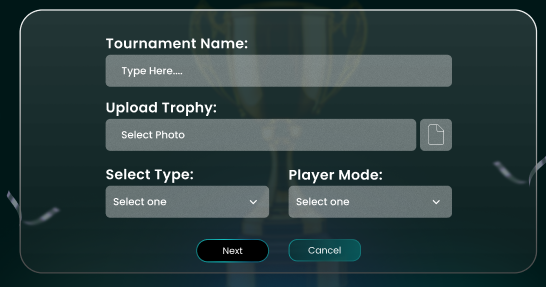 Tournament Name:
Type Here....
Upload Trophy:
Select Photo
Select Type: Player Mode:
Select one Select one
Next Cancel